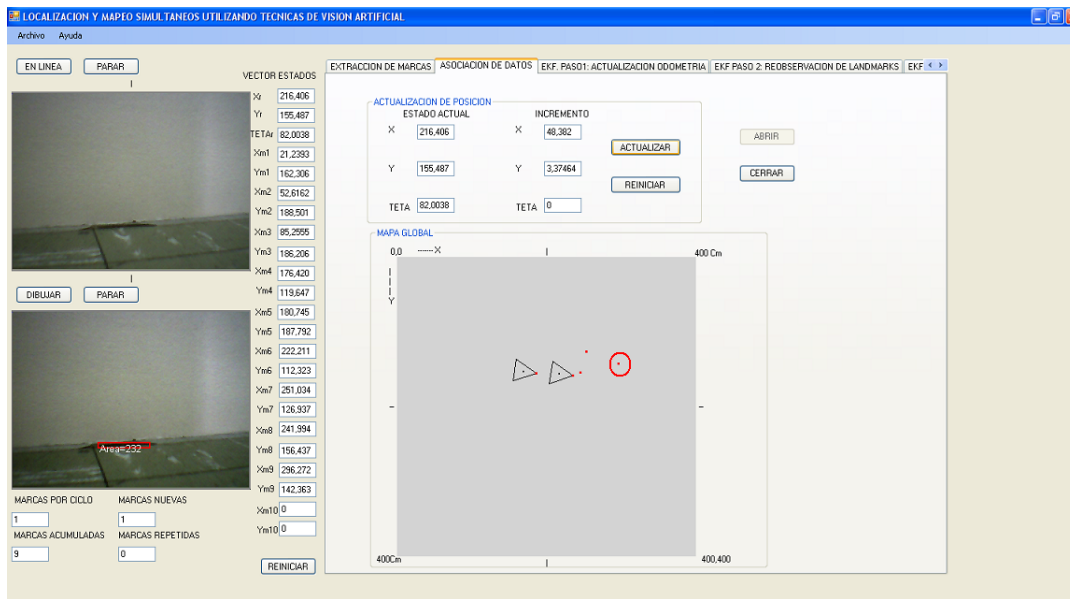 LOCALIZACION Y MAPEO SIMULTANEOS UTILIZANDO TECNICAS DE VISION ARTIFICIAL
Archivo Ayuda
EN LINEA PARAR
DIBUJAR PARAR
Area=232
MARCAS POR CICLO MARCAS NUEVAS
1 1
MARCAS ACUMULADAS MARCAS REPETIDAS
9 0
VECTOR ESTADOS
Xr 216,406
Yr 155,487
TETAr 82,0038
Xm1 21,2393
Ym1 162,306
Xm2 52,6162
Ym2 188,501
Xm3 85,2555
Ym3 186,206
Xm4 176,420
Ym4 119,647
Xm5 180,745
Ym5 187,792
Xm6 222,211
Ym6 112,323
Xm7 251,034
Ym7 126,937
Xm8 241,994
Ym8 156,437
Xm9 296,272
Ym9 142,363
Xm10 0
Ym10 0
REINICIAR
EXTRACCION DE MARCAS ASOCIACION DE DATOS EKF. PASO1: ACTUALIZACION ODOMETRIA EKF PASO 2: REOBSERVACION DE LANDMARKS EKF
ACTUALIZACION DE POSICION
ESTADO ACTUAL INCREMENTO
X 216,406 X 48,382
Y 155,487 Y 3,37464
TETA 82,0038 TETA 0
ACTUALIZAR
REINICIAR
ABRIR
CERRAR
MAPA GLOBAL
0,0 ------X 400 Cm
Y
400Cm 400,400